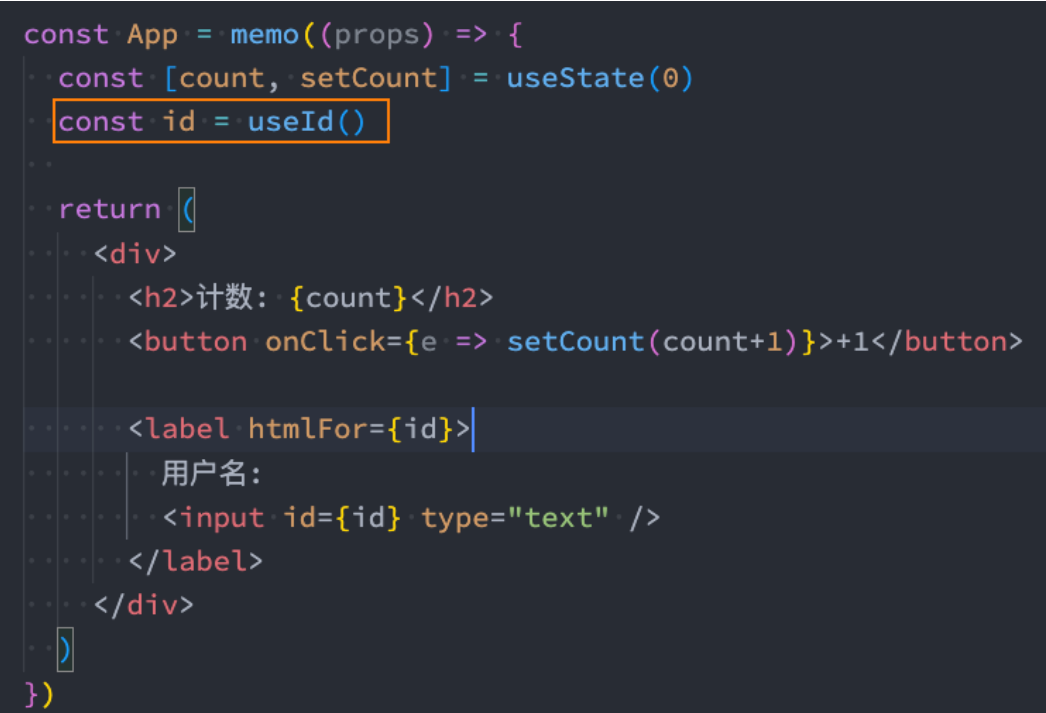 const App = memo((props) => {
const [count, setCount] = useState(0)
const id = useId()
return (
<div>
<h2>计数: {count}</h2>
<button onClick={e => setCount(count+1)}>+1</button>
<label htmlFor={id}>
用户名:
<input id={id} type="text" />
</label>
</div>
)
})